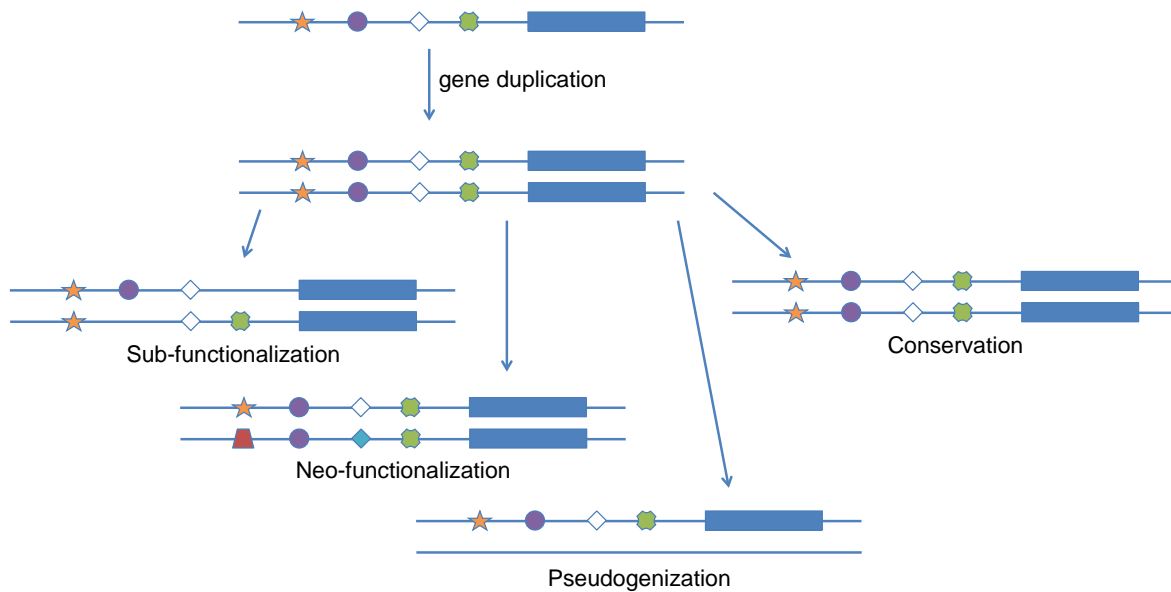 gene duplication
Sub-functionalization
Conservation
Neo-functionalization
Pseudogenization